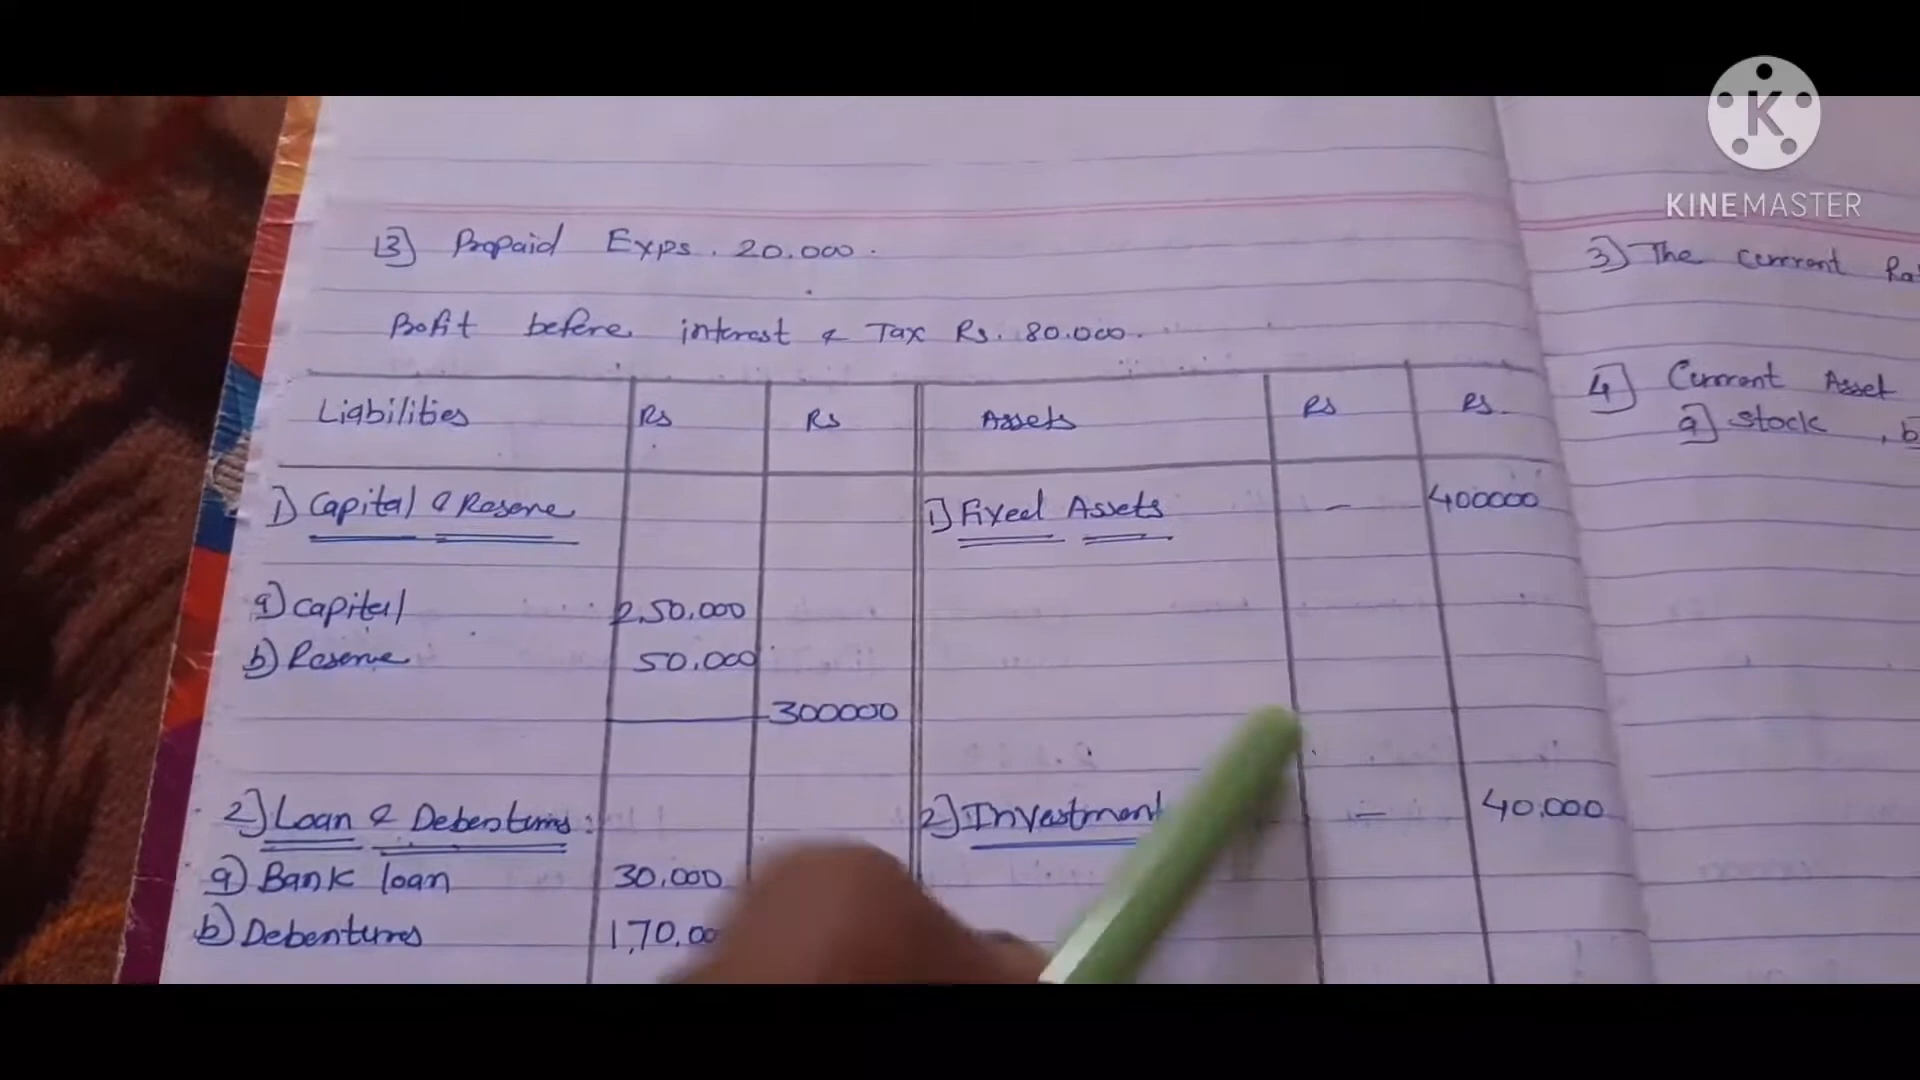 KINEMASTER
13] Prepaid Exps. 20.000.
Profit before interest & Tax Rs. 80.000.
Liabilities Rs Rs Assets Rs Rs.
1] Capital & Reserve 1] Fixed Assets — 400000
a) Capital 2,50.000
b) Reserve 50.000
300000
2] Loan & Debentures: 2] Investment — 40.000
a) Bank loan 30.000
b) Debentures 1,70.00
3] The current Ra
4] Current Asset
a] Stock , b